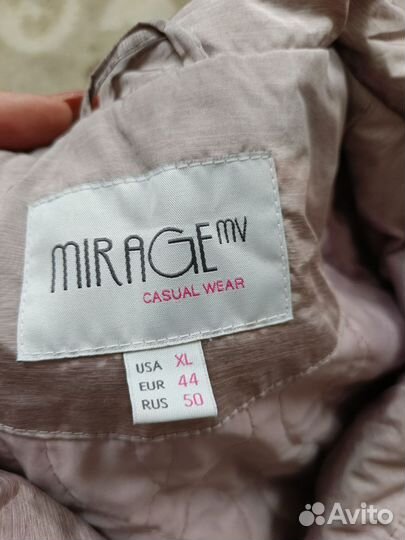 MIRAGE MV
CASUAL WEAR
USA XL
EUR 44
RUS 50
Avito